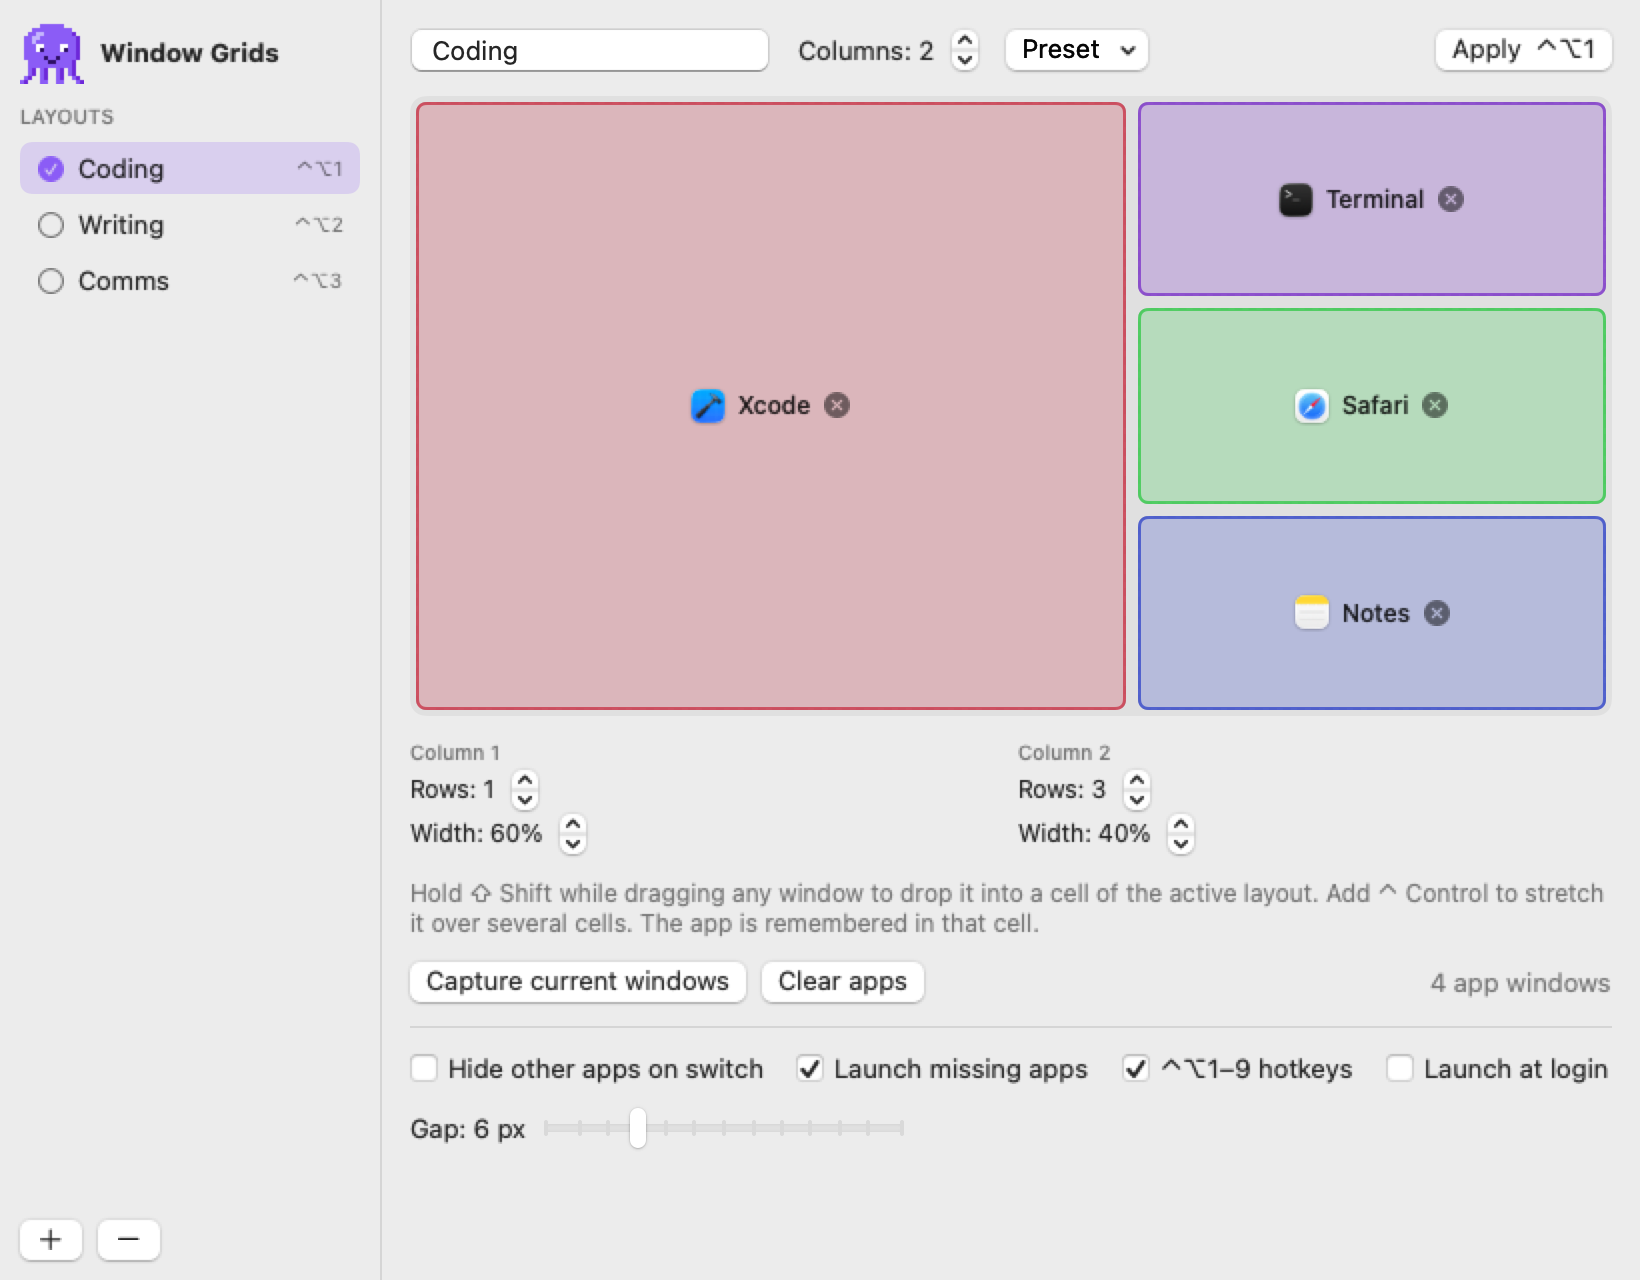 Window Grids
LAYOUTS
Coding ^⌥1
Writing ^⌥2
Comms ^⌥3
Coding
Columns: 2
Preset
Apply ^⌥1
Xcode
Terminal
Safari
Notes
Column 1
Rows: 1
Width: 60%
Column 2
Rows: 3
Width: 40%
Hold ⇧ Shift while dragging any window to drop it into a cell of the active layout. Add ^ Control to stretch
it over several cells. The app is remembered in that cell.
Capture current windows
Clear apps
4 app windows
Hide other apps on switch
Launch missing apps
^⌥1–9 hotkeys
Launch at login
Gap: 6 px